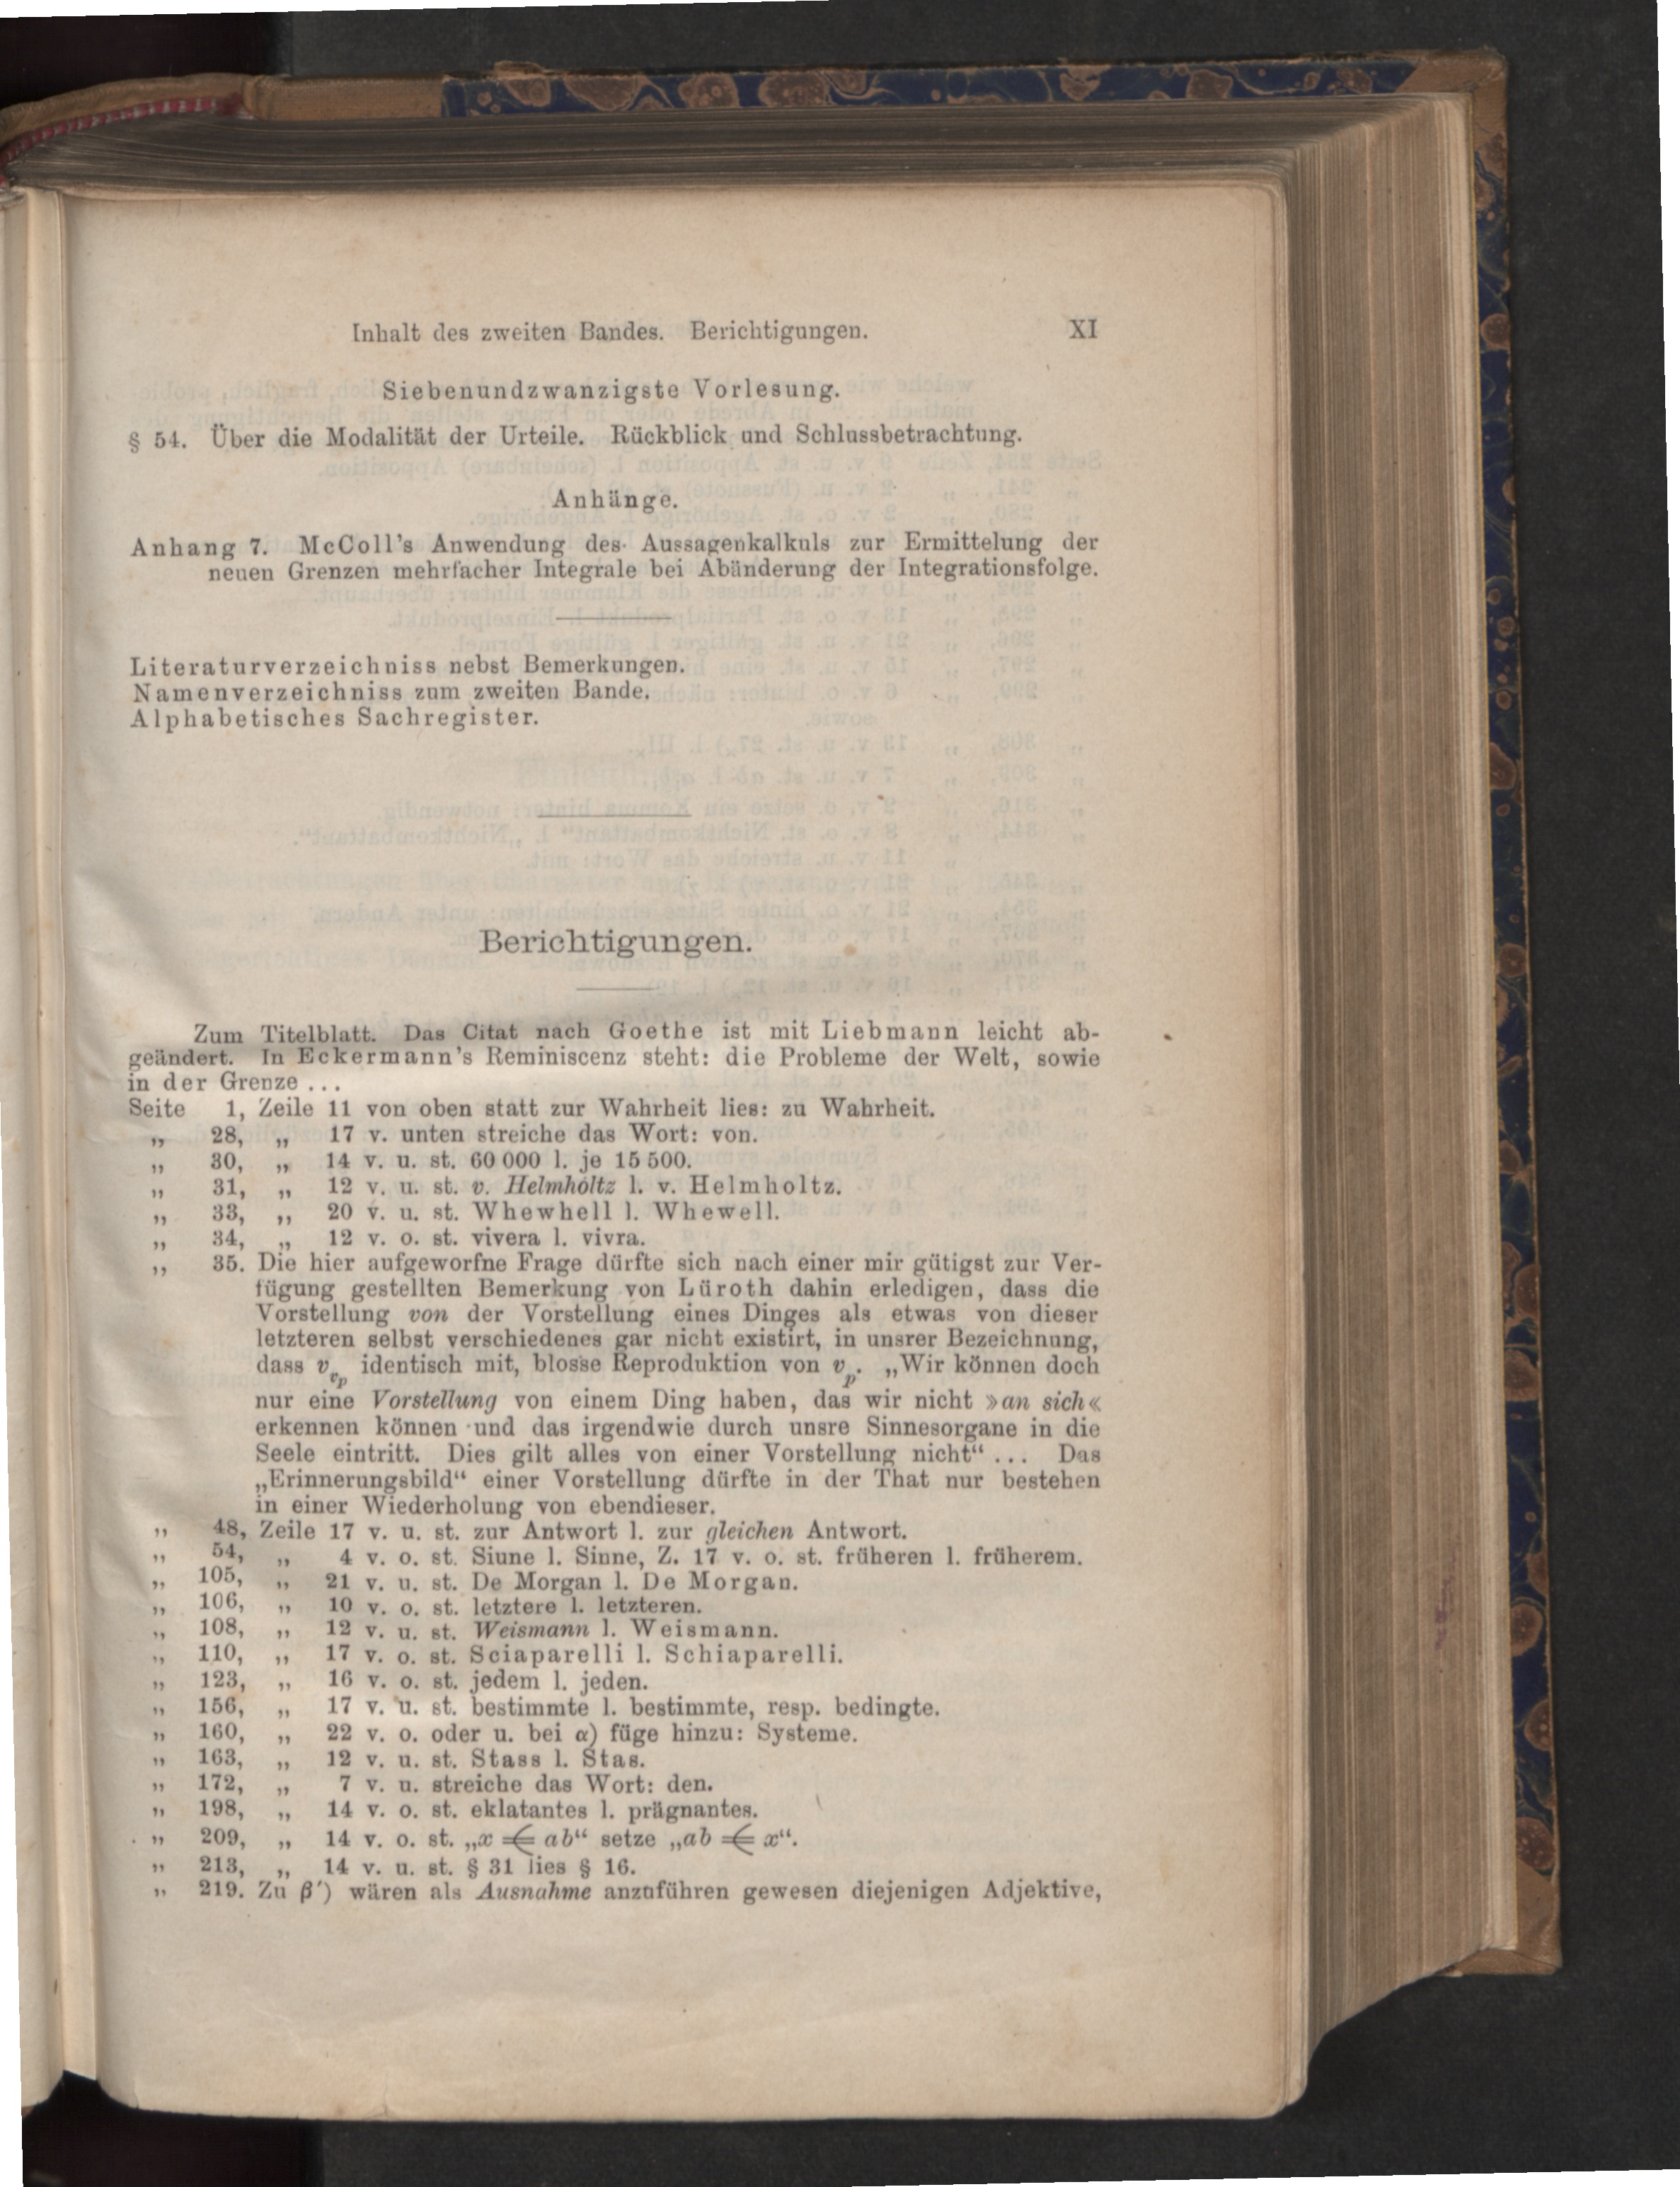 Inhalt des zweiten Bandes. Berichtigungen. XI
Siebenundzwanzigste Vorlesung.
§ 54. Über die Modalität der Urteile. Rückblick und Schlussbetrachtung.
Anhänge.
Anhang 7. McColl's Anwendung des Aussagenkalkuls zur Ermittelung der
neuen Grenzen mehrfacher Integrale bei Abänderung der Integrationsfolge.
Literaturverzeichniss nebst Bemerkungen.
Namenverzeichniss zum zweiten Bande.
Alphabetisches Sachregister.
Berichtigungen.
Zum Titelblatt. Das Citat nach Goethe ist mit Liebmann leicht ab-
geändert. In Eckermann's Reminiscenz steht: die Probleme der Welt, sowie
in der Grenze ...
Seite 1, Zeile 11 von oben statt zur Wahrheit lies: zu Wahrheit.
„ 28, „ 17 v. unten streiche das Wort: von.
„ 30, „ 14 v. u. st. 60 000 l. je 15 500.
„ 31, „ 12 v. u. st. v. Helmholtz l. v. Helmholtz.
„ 33, „ 20 v. u. st. Whewhell l. Whewell.
„ 34, „ 12 v. o. st. vivera l. vivra.
„ 35. Die hier aufgeworfne Frage dürfte sich nach einer mir gütigst zur Ver-
fügung gestellten Bemerkung von Lüroth dahin erledigen, dass die
Vorstellung von der Vorstellung eines Dinges als etwas von dieser
letzteren selbst verschiedenes gar nicht existirt, in unsrer Bezeichnung,
dass v_{v_p} identisch mit, blosse Reproduktion von v_p. „Wir können doch
nur eine Vorstellung von einem Ding haben, das wir nicht »an sich«
erkennen können und das irgendwie durch unsre Sinnesorgane in die
Seele eintritt. Dies gilt alles von einer Vorstellung nicht“ ... Das
„Erinnerungsbild“ einer Vorstellung dürfte in der That nur bestehen
in einer Wiederholung von ebendieser.
„ 48, Zeile 17 v. u. st. zur Antwort l. zur gleichen Antwort.
„ 54, „ 4 v. o. st. Siune l. Sinne, Z. 17 v. o. st. früheren l. früherem.
„ 105, „ 21 v. u. st. De Morgan l. De Morgan.
„ 106, „ 10 v. o. st. letztere l. letzteren.
„ 108, „ 12 v. u. st. Weismann l. Weismann.
„ 110, „ 17 v. o. st. Sciaparelli l. Schiaparelli.
„ 123, „ 16 v. o. st. jedem l. jeden.
„ 156, „ 17 v. u. st. bestimmte l. bestimmte, resp. bedingte.
„ 160, „ 22 v. o. oder u. bei α) füge hinzu: Systeme.
„ 163, „ 12 v. u. st. Stass l. Stas.
„ 172, „ 7 v. u. streiche das Wort: den.
„ 198, „ 14 v. o. st. eklatantes l. prägnantes.
„ 209, „ 14 v. o. st. „x ⋹ ab“ setze „ab ⋹ x“.
„ 213, „ 14 v. u. st. § 31 lies § 16.
„ 219. Zu β′) wären als Ausnahme anzuführen gewesen diejenigen Adjektive,